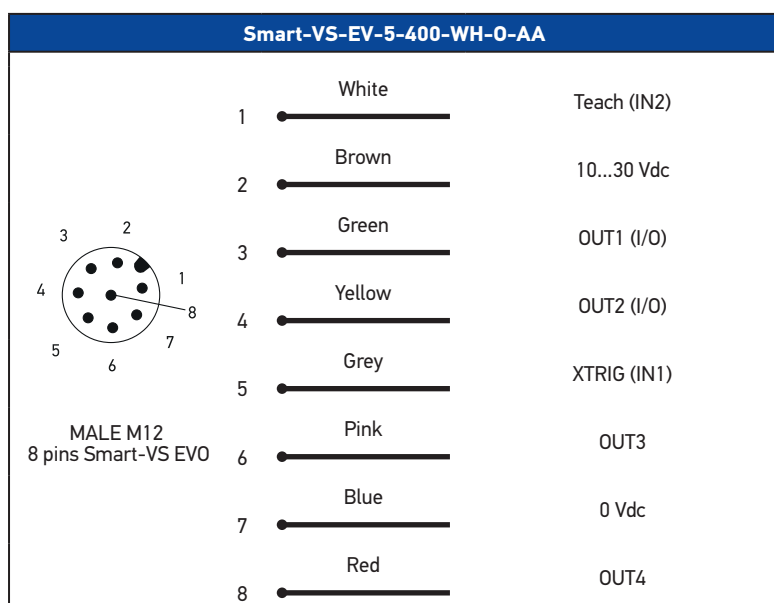 Smart-VS-EV-5-400-WH-O-AA
1 White Teach (IN2)
2 Brown 10...30 Vdc
3 Green OUT1 (I/O)
4 Yellow OUT2 (I/O)
5 Grey XTRIG (IN1)
6 Pink OUT3
7 Blue 0 Vdc
8 Red OUT4
3 2 1
4 8
5 6 7
MALE M12
8 pins Smart-VS EVO